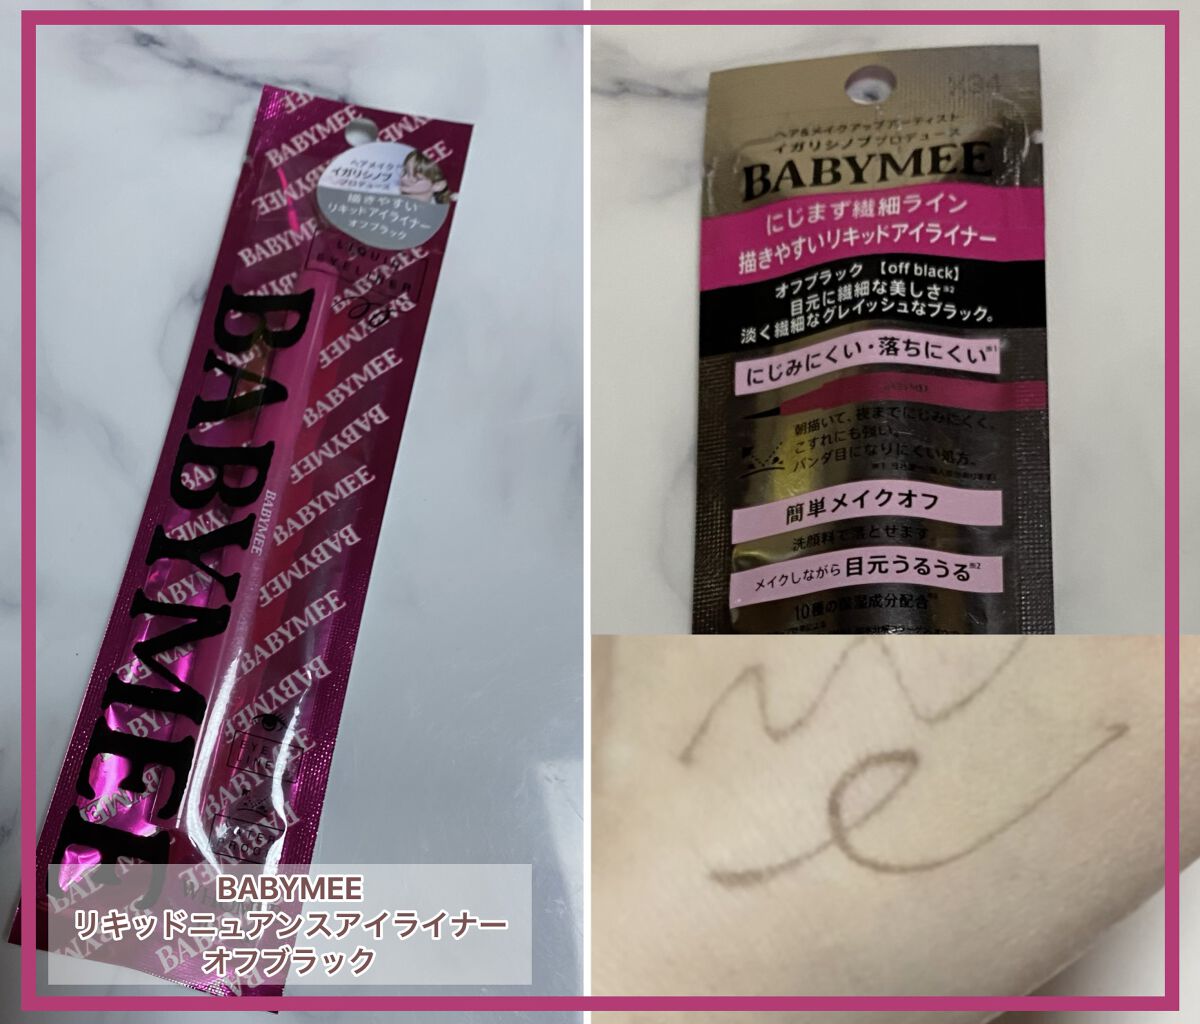 BABYMEE
ヘアメイク
イガリシノブ
プロデュース
描きやすい
リキッドアイライナー
オフブラック
LIQUID
EYELINER
BABYMEE
BABYMEE
BABYMEE
リキッドニュアンスアイライナー
オフブラック
ヘア&メイクアップアーティスト
イガリシノブプロデュース
BABYMEE
にじまず繊細ライン
描きやすいリキッドアイライナー
オフブラック 【off black】
目元に繊細な美しさ※2
淡く繊細なグレイッシュなブラック。
にじみにくい・落ちにくい※1
BABYMEE
朝描いて、夜までにじみにくく、
こすれにも強い。
パンダ目になりにくい処方。
簡単メイクオフ
洗顔料で落とせます
メイクしながら目元うるうる※2
10種の保湿成分配合
me